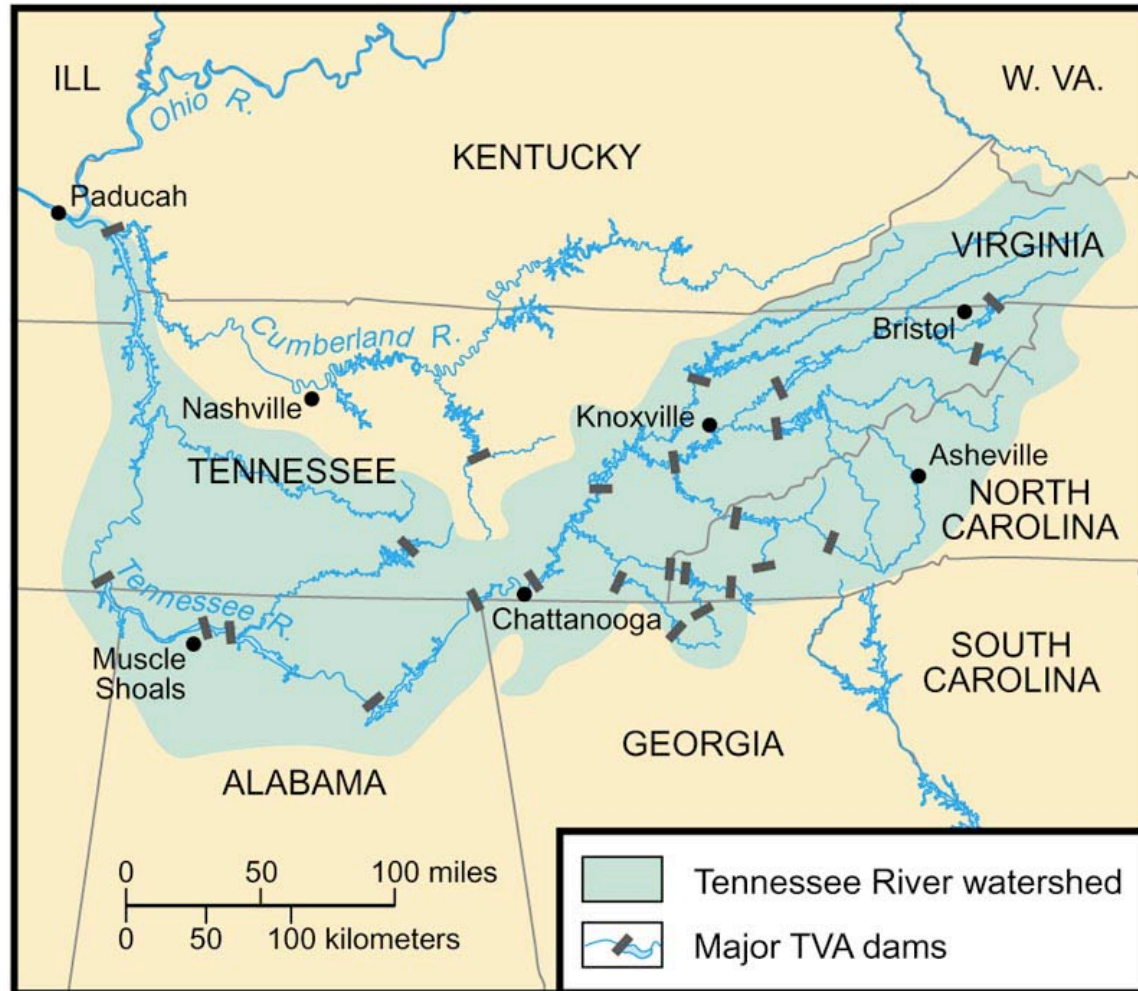 ILL
Ohio R.
W. VA.
KENTUCKY
Paducah
VIRGINIA
Bristol
Cumberland R.
Nashville
Knoxville
TENNESSEE
Asheville
NORTH
CAROLINA
Tennessee R.
Chattanooga
Muscle
Shoals
SOUTH
CAROLINA
GEORGIA
ALABAMA
0 50 100 miles
0 50 100 kilometers
Tennessee River watershed
Major TVA dams